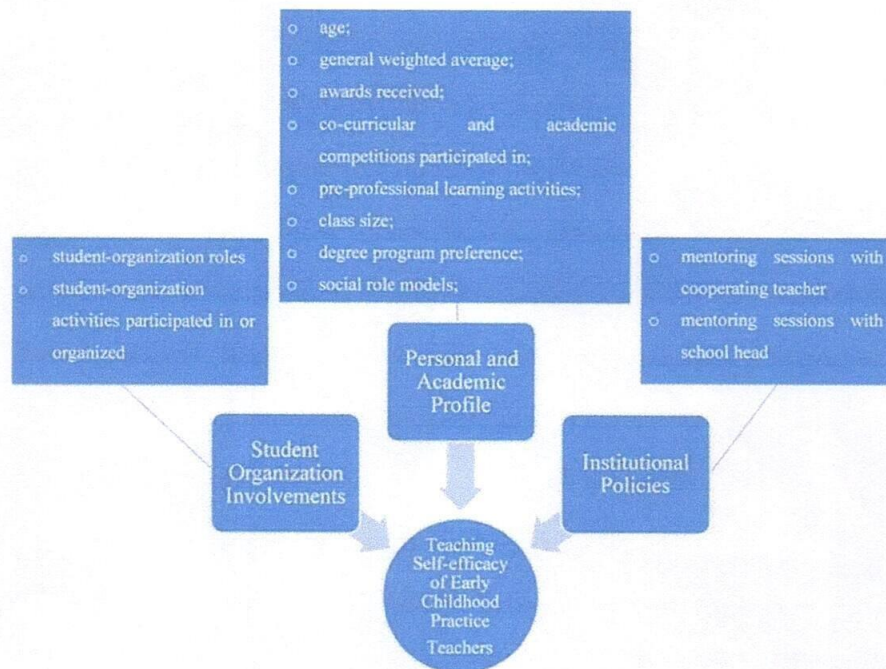 ○ age;
○ general weighted average;
○ awards received;
○ co-curricular and academic
competitions participated in;
○ pre-professional learning activities;
○ class size;
○ degree program preference;
○ social role models;
○ student-organization roles
○ student-organization
activities participated in or
organized
○ mentoring sessions with
cooperating teacher
○ mentoring sessions with
school head
Personal and
Academic
Profile
Student
Organization
Involvements
Institutional
Policies
Teaching
Self-efficacy
of Early
Childhood
Practice
Teachers